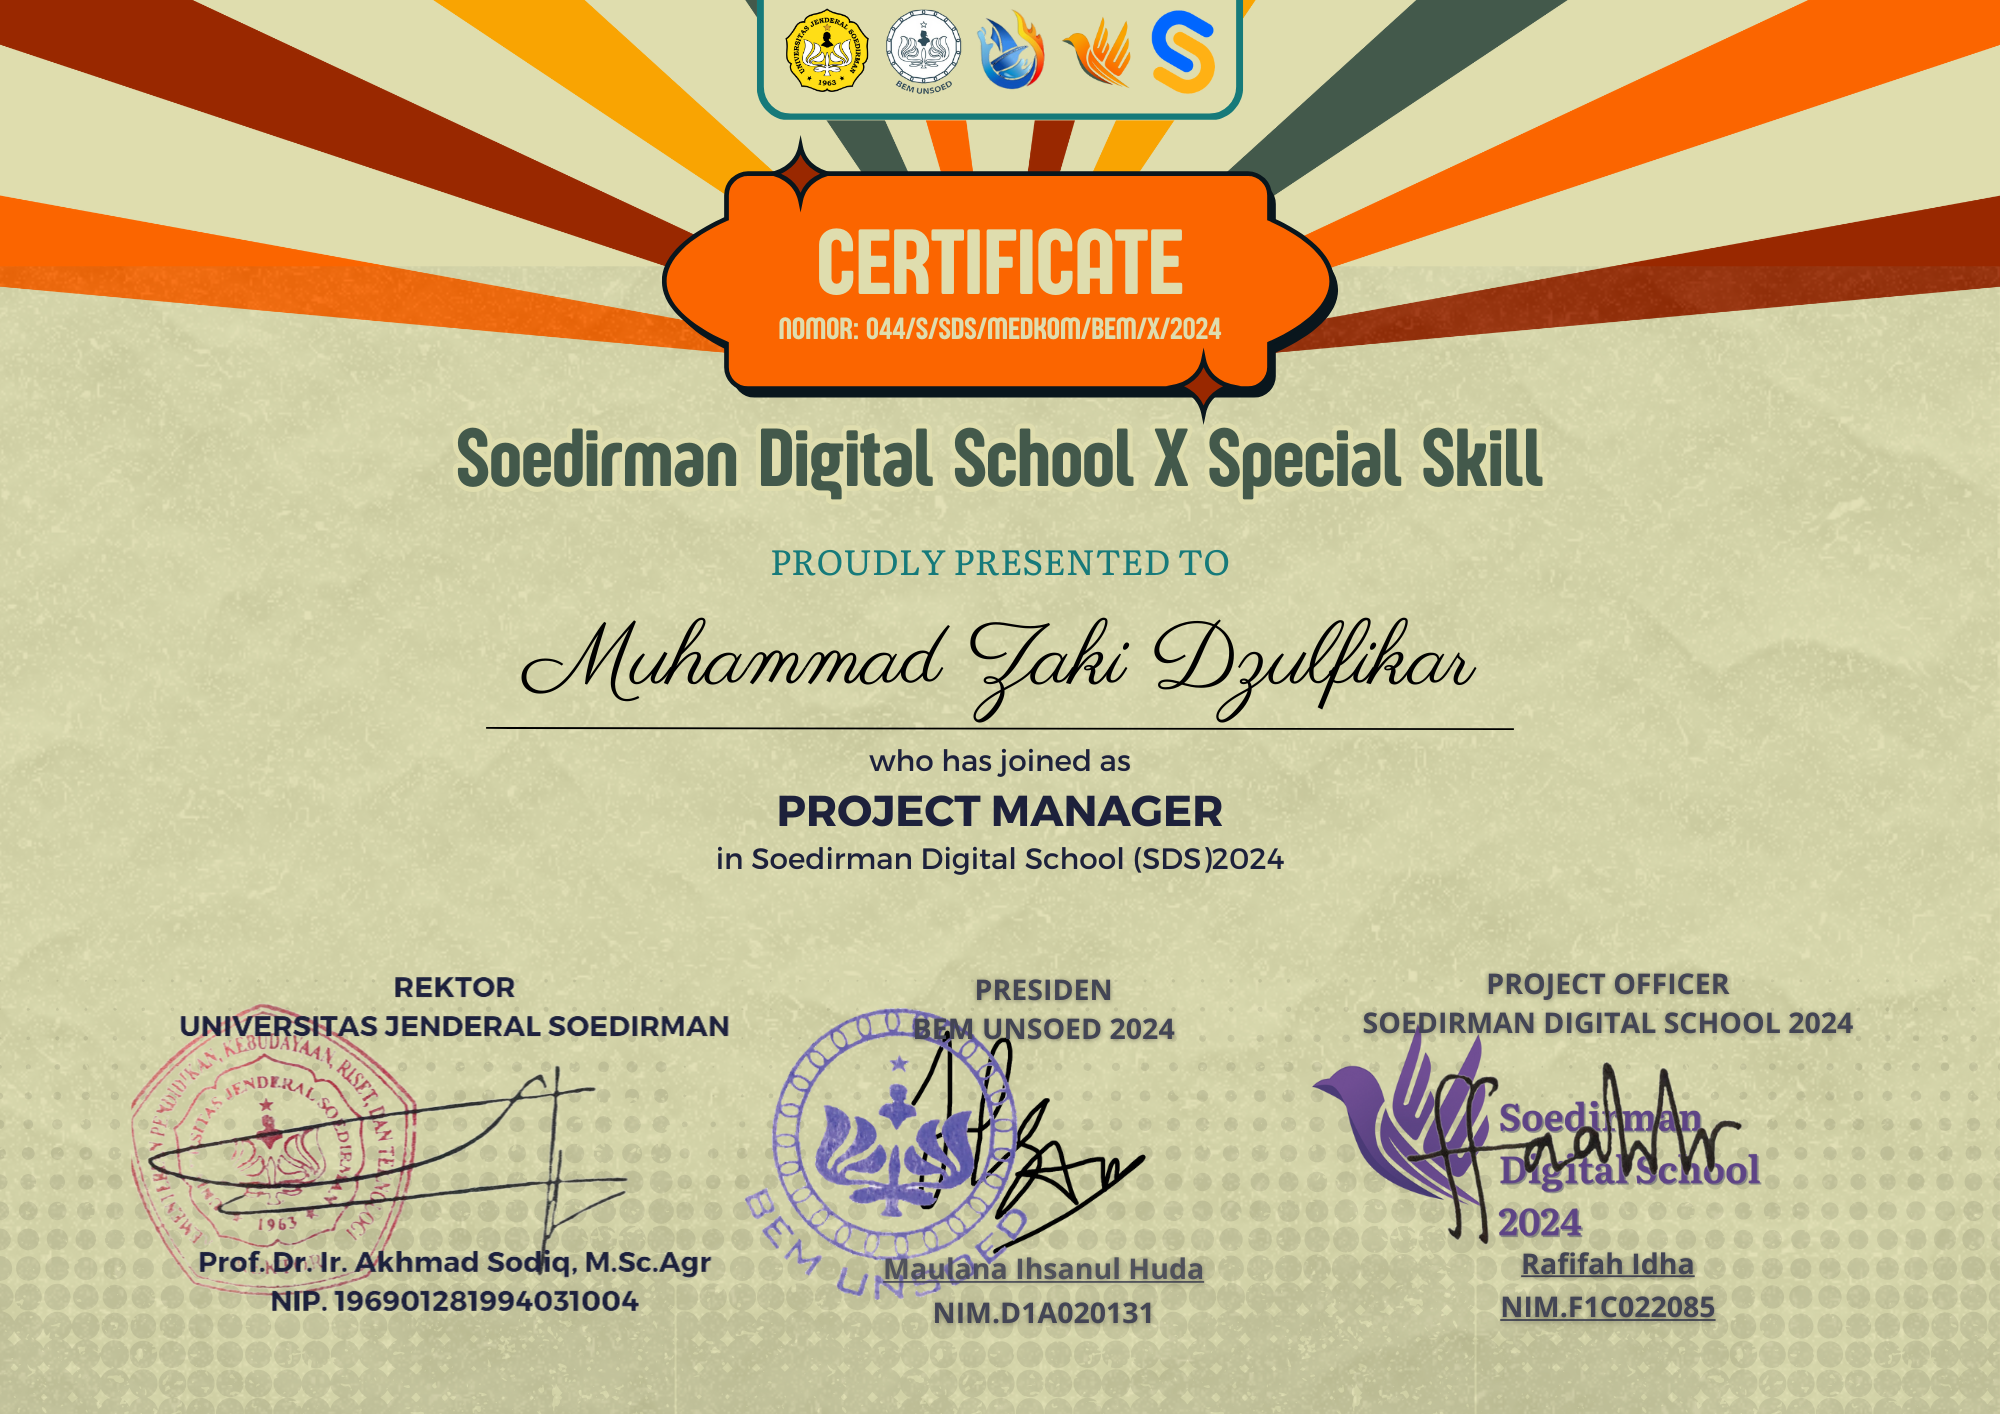 UNIVERSITAS JENDERAL SOEDIRMAN
1963
BEM UNSOED
CERTIFICATE
NOMOR: 044/S/SDS/MEDKOM/BEM/X/2024
Soedirman Digital School X Special Skill
PROUDLY PRESENTED TO
Muhammad Zaki Dzulfikar
who has joined as
PROJECT MANAGER
in Soedirman Digital School (SDS)2024
REKTOR
UNIVERSITAS JENDERAL SOEDIRMAN
KEBUDAYAAN, RISET, DAN
JENDERAL SOEDIRMAN
1963
Prof. Dr. Ir. Akhmad Sodiq, M.Sc.Agr
NIP. 196901281994031004
PRESIDEN
BEM UNSOED 2024
BEM UNSOED
Maulana Ihsanul Huda
NIM.D1A020131
PROJECT OFFICER
SOEDIRMAN DIGITAL SCHOOL 2024
Soedirman
Digital School
2024
Rafifah Idha
NIM.F1C022085